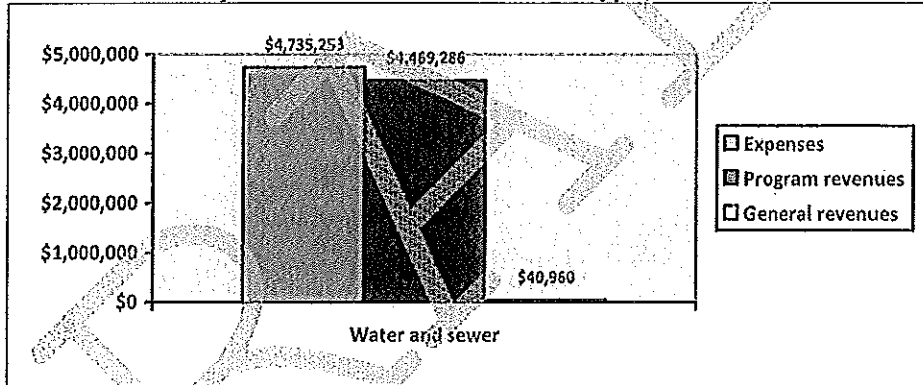 $5,000,000
$4,000,000
$3,000,000
$2,000,000
$1,000,000
$0
$4,735,253
$4,469,286
$40,960
Water and sewer
Expenses
Program revenues
General revenues